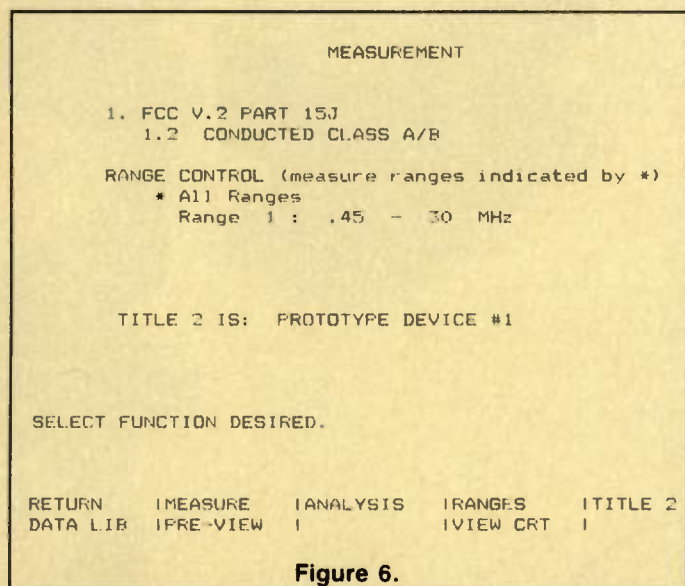 MEASUREMENT
1. FCC V.2 PART 15J
1.2 CONDUCTED CLASS A/B
RANGE CONTROL (measure ranges indicated by *)
* All Ranges
Range 1 : .45 - 30 MHz
TITLE 2 IS: PROTOTYPE DEVICE #1
SELECT FUNCTION DESIRED.
RETURN |MEASURE |ANALYSIS |RANGES |TITLE 2
DATA LIB |PRE-VIEW | |VIEW CRT |
Figure 6.